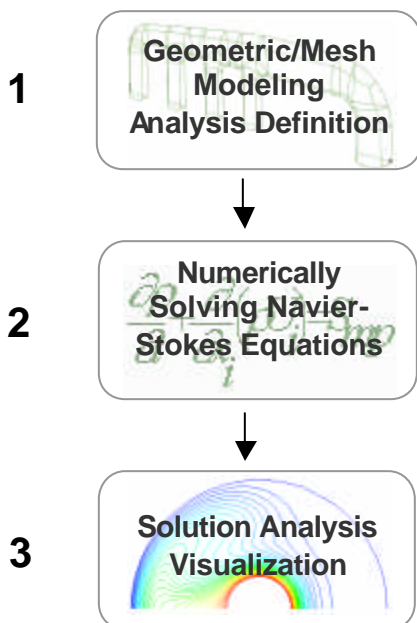 1
Geometric/Mesh
Modeling
Analysis Definition
2
Numerically
Solving Navier-
Stokes Equations
3
Solution Analysis
Visualization